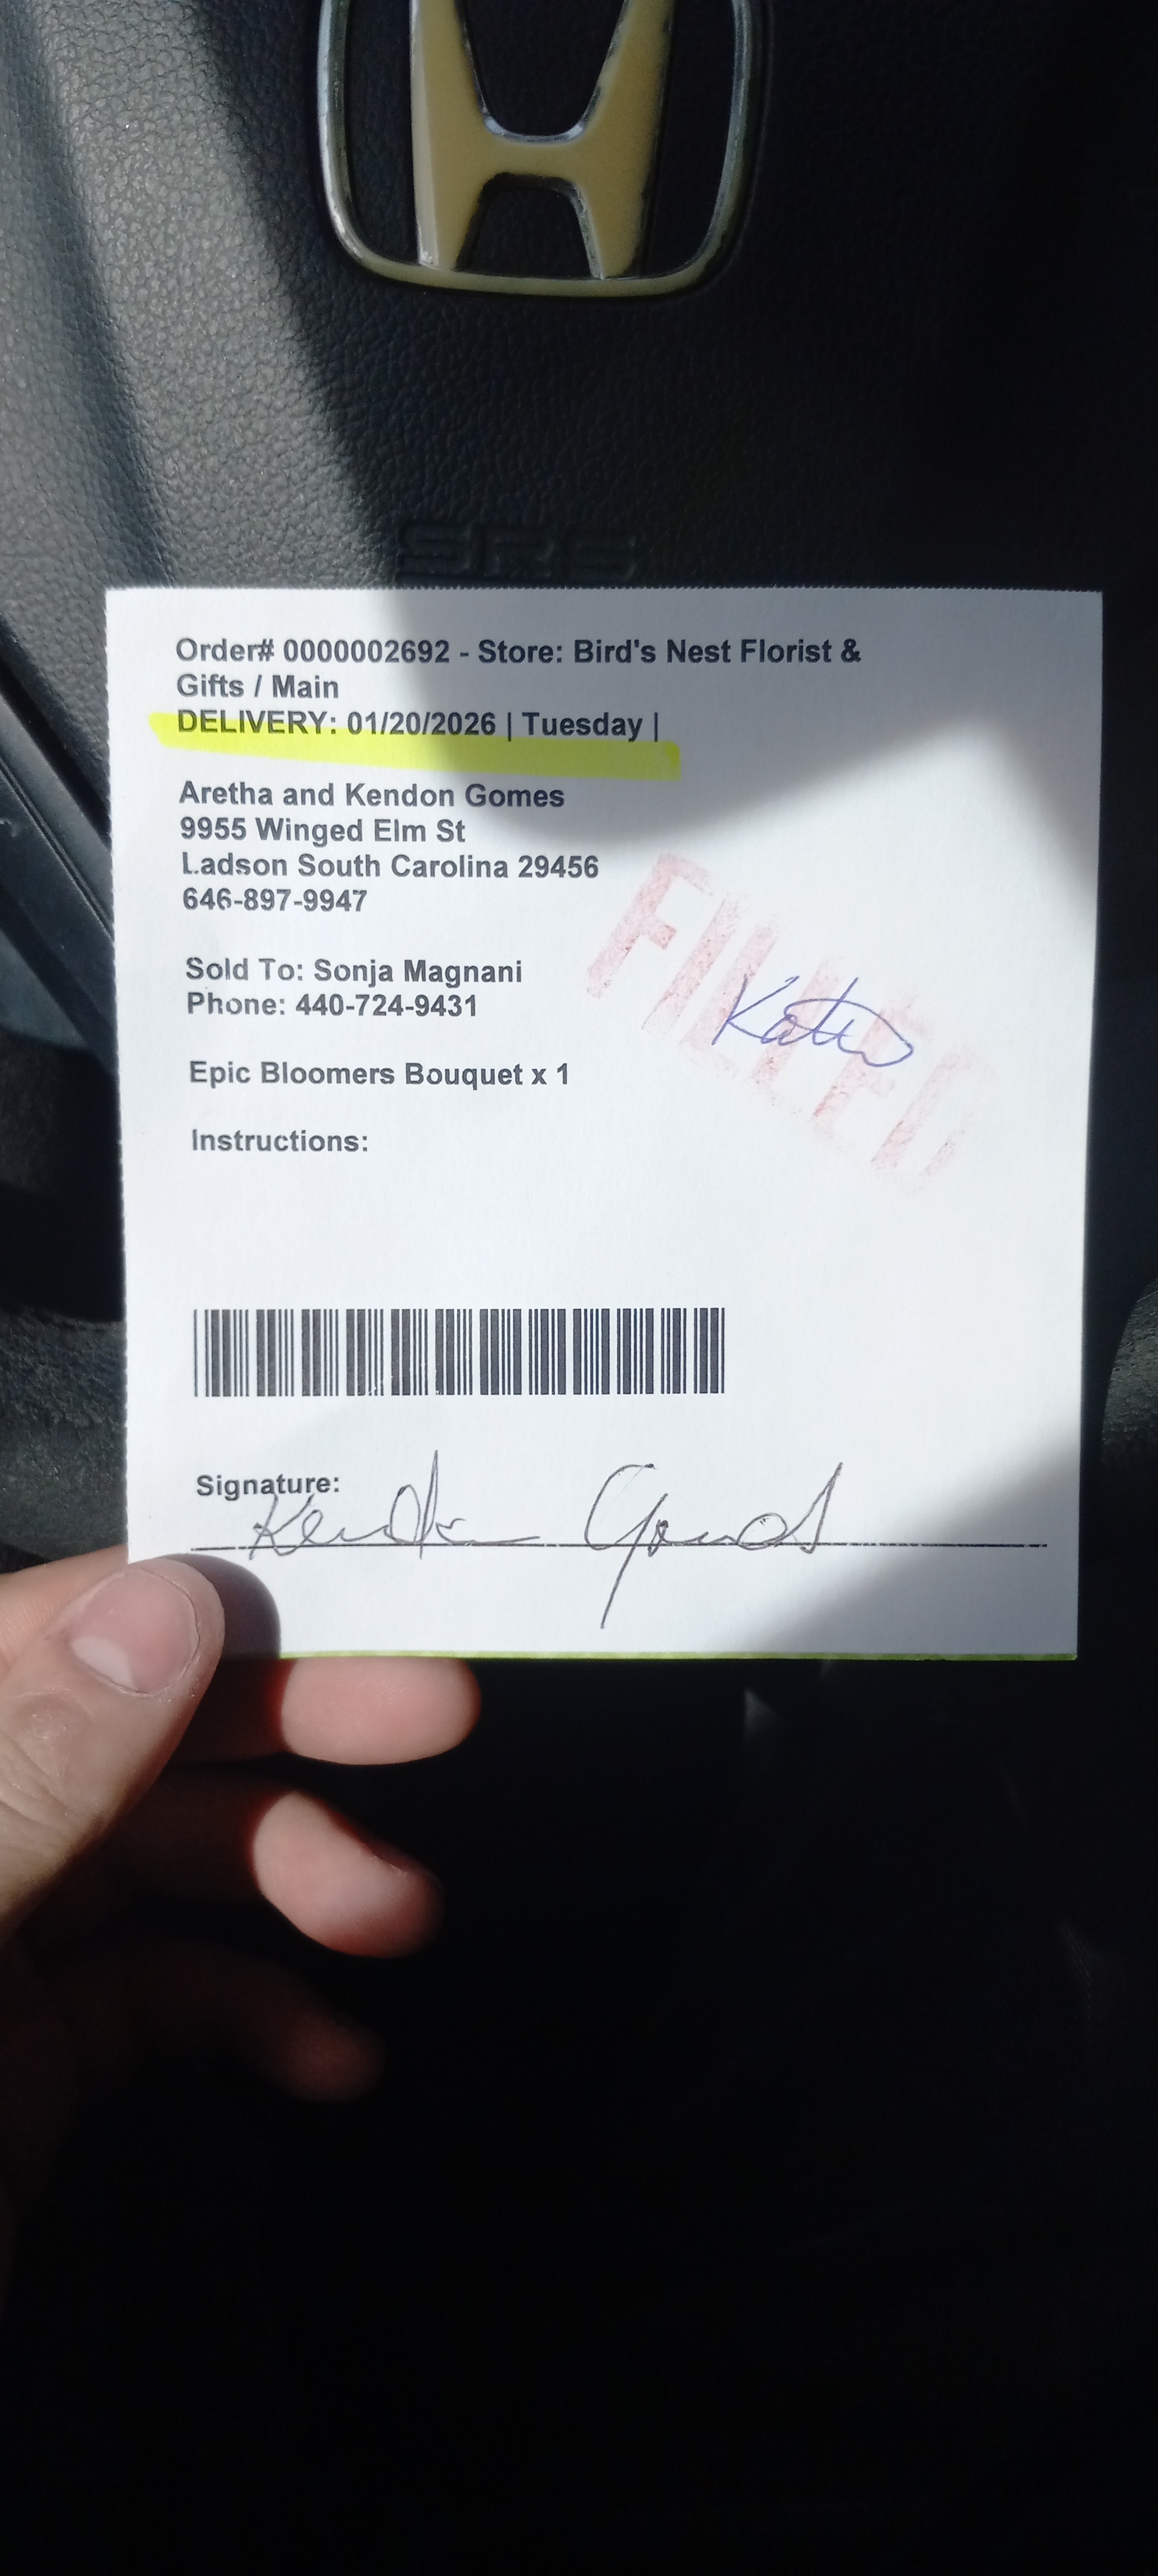 SRS
Order# 0000002692 - Store: Bird's Nest Florist &
Gifts / Main
DELIVERY: 01/20/2026 | Tuesday |
Aretha and Kendon Gomes
9955 Winged Elm St
Ladson South Carolina 29456
646-897-9947
Sold To: Sonja Magnani
Phone: 440-724-9431
FILLED
Epic Bloomers Bouquet x 1
Instructions:
Signature: